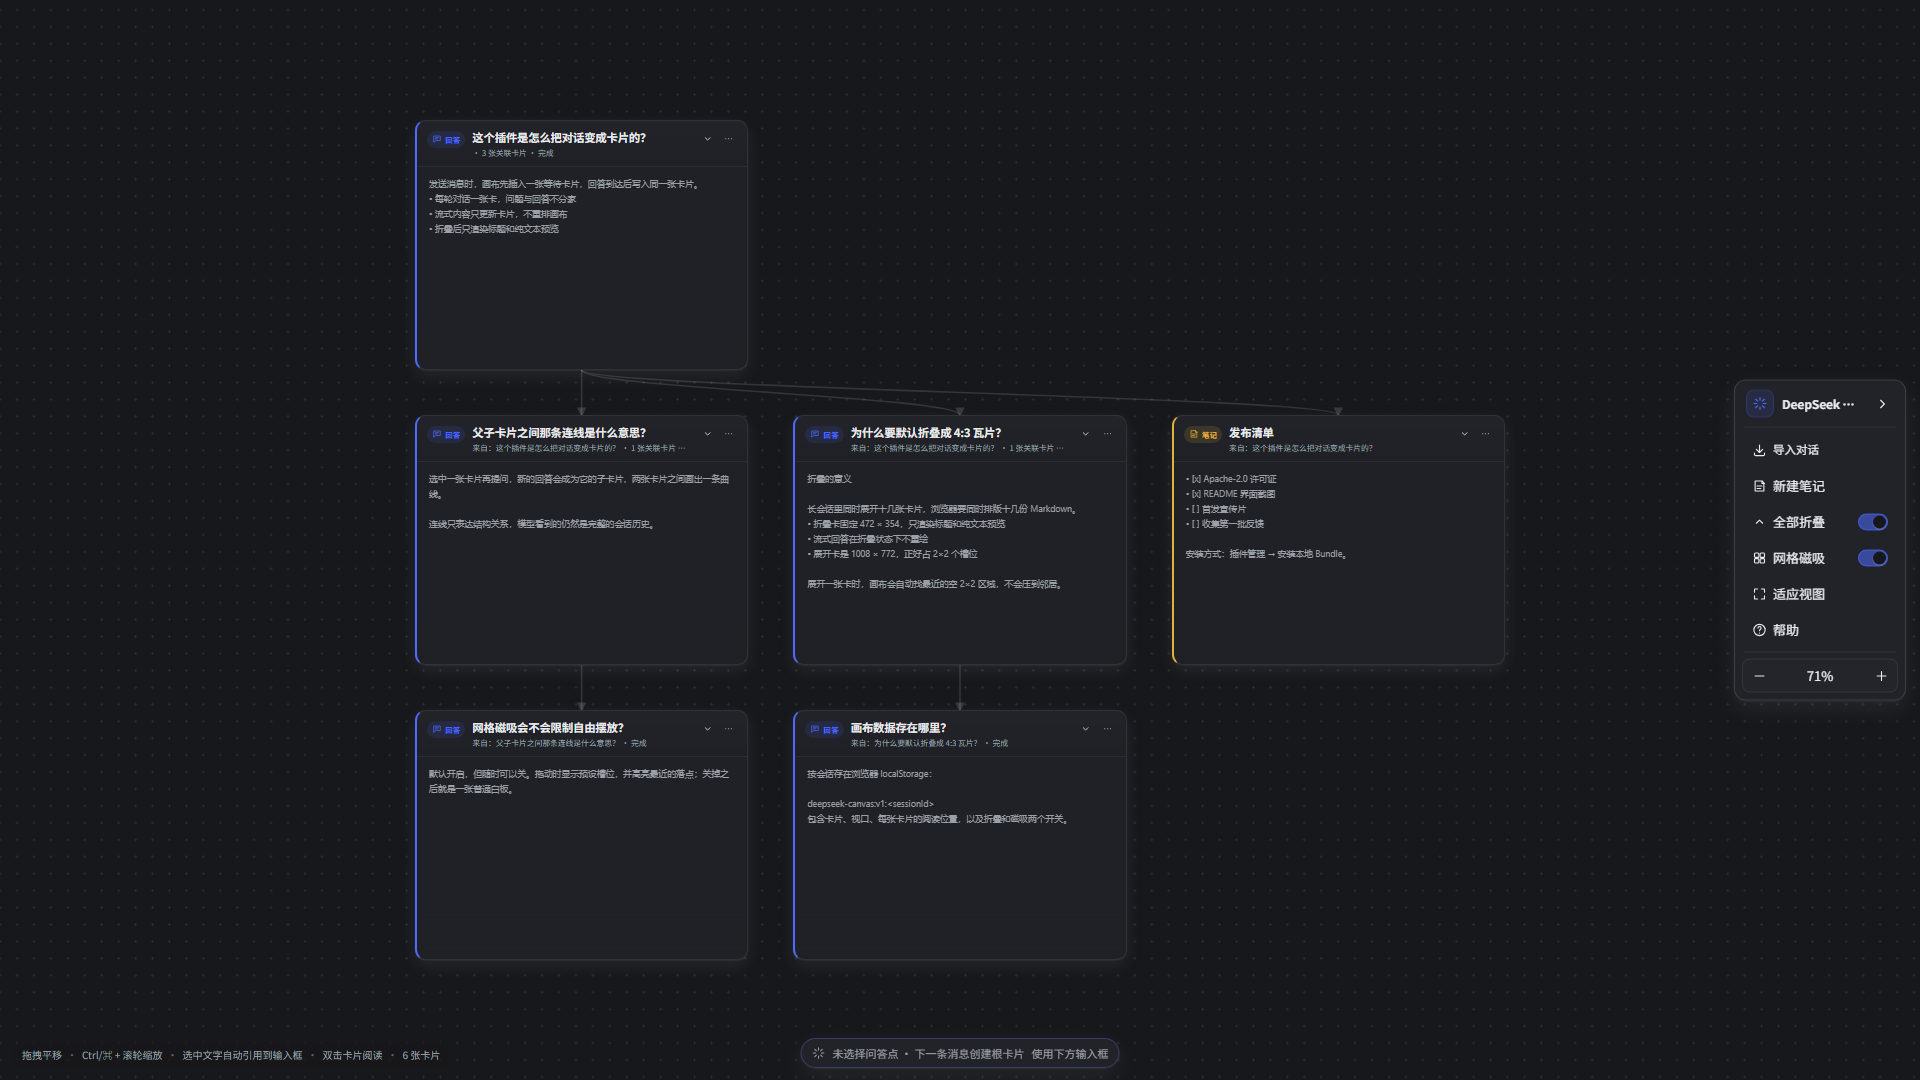 回答 这个插件是怎么把对话变成卡片的?
• 3 张关联卡片 • 完成
发送消息时，画布先插入一张等待卡片，回答到达后写入同一张卡片。
• 每轮对话一张卡，问题与回答不分家
• 流式内容只更新卡片，不重排画布
• 折叠后只渲染标题和纯文本预览
回答 父子卡片之间那条连线是什么意思?
来自：这个插件是怎么把对话变成卡片的? • 1 张关联卡片 ···
选中一张卡片再提问，新的回答会成为它的子卡片，两张卡片之间画出一条曲
线。
连线只表达结构关系，模型看到的仍然是完整的会话历史。
回答 为什么要默认折叠成 4:3 瓦片?
来自：这个插件是怎么把对话变成卡片的? • 1 张关联卡片 ···
折叠的意义
长会话里同时展开十几张卡片，浏览器要同时排版十几份 Markdown。
• 折叠卡固定 472 × 354，只渲染标题和纯文本预览
• 流式回答在折叠状态下不重绘
• 展开卡是 1008 × 772，正好占 2×2 个槽位
展开一张卡时，画布会自动找最近的空 2×2 区域，不会压到邻居。
笔记 发布清单
来自：这个插件是怎么把对话变成卡片的?
• [x] Apache-2.0 许可证
• [x] README 界面截图
• [ ] 首发宣传片
• [ ] 收集第一批反馈
安装方式：插件管理 → 安装本地 Bundle。
回答 网格磁吸会不会限制自由摆放?
来自：父子卡片之间那条连线是什么意思? • 完成
默认开启，但随时可以关。拖动时显示预设槽位，并高亮最近的落点；关掉之
后就是一张普通白板。
回答 画布数据存在哪里?
来自：为什么要默认折叠成 4:3 瓦片? • 完成
按会话存在浏览器 localStorage：
deepseek-canvas:v1:<sessionId>
包含卡片、视口、每张卡片的阅读位置，以及折叠和磁吸两个开关。
DeepSeek ···
导入对话
新建笔记
全部折叠
网格磁吸
适应视图
帮助
71%
拖拽平移 • Ctrl/⌘ + 滚轮缩放 • 选中文字自动引用到输入框 • 双击卡片阅读 • 6 张卡片
未选择问答点 • 下一条消息创建根卡片 使用下方输入框